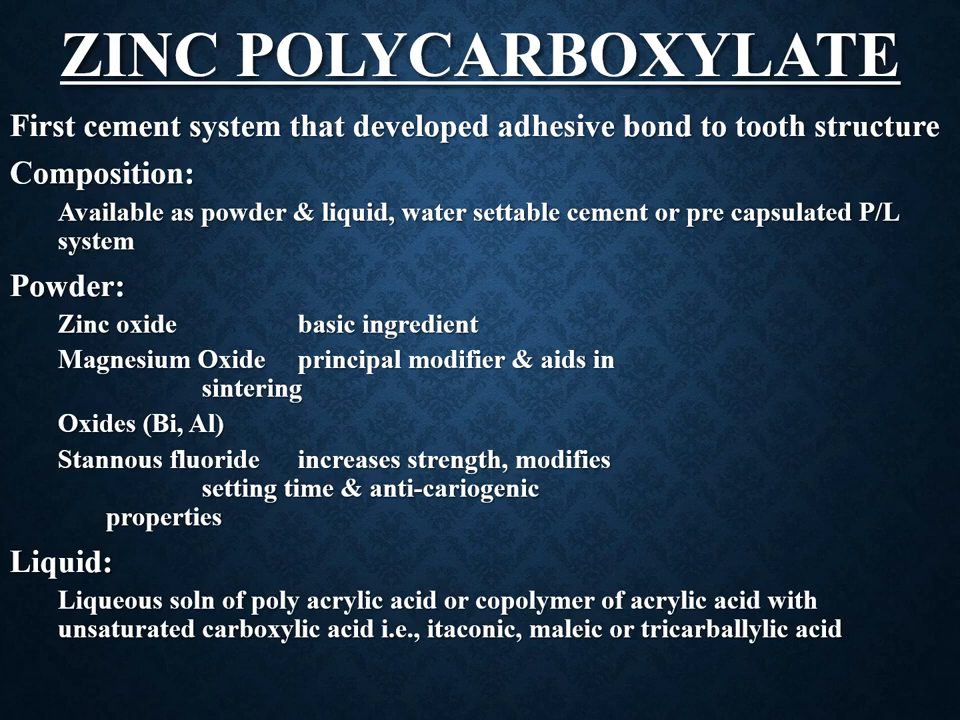 ZINC POLYCARBOXYLATE
First cement system that developed adhesive bond to tooth structure
Composition:
Available as powder & liquid, water settable cement or pre capsulated P/L
system
Powder:
Zinc oxide basic ingredient
Magnesium Oxide principal modifier & aids in
sintering
Oxides (Bi, Al)
Stannous fluoride increases strength, modifies
setting time & anti-cariogenic
properties
Liquid:
Liqueous soln of poly acrylic acid or copolymer of acrylic acid with
unsaturated carboxylic acid i.e., itaconic, maleic or tricarballylic acid